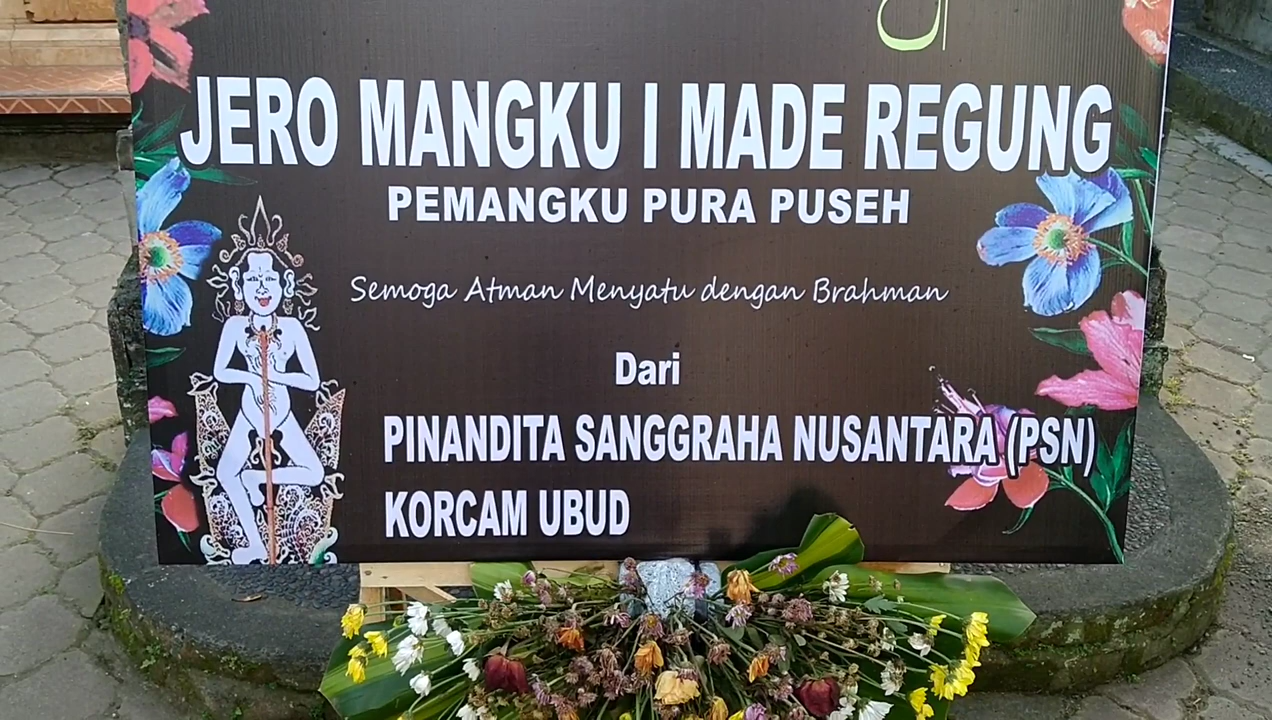 JERO MANGKU I MADE REGUNG
PEMANGKU PURA PUSEH
Semoga Atman Menyatu dengan Brahman
Dari
PINANDITA SANGGRAHA NUSANTARA (PSN)
KORCAM UBUD